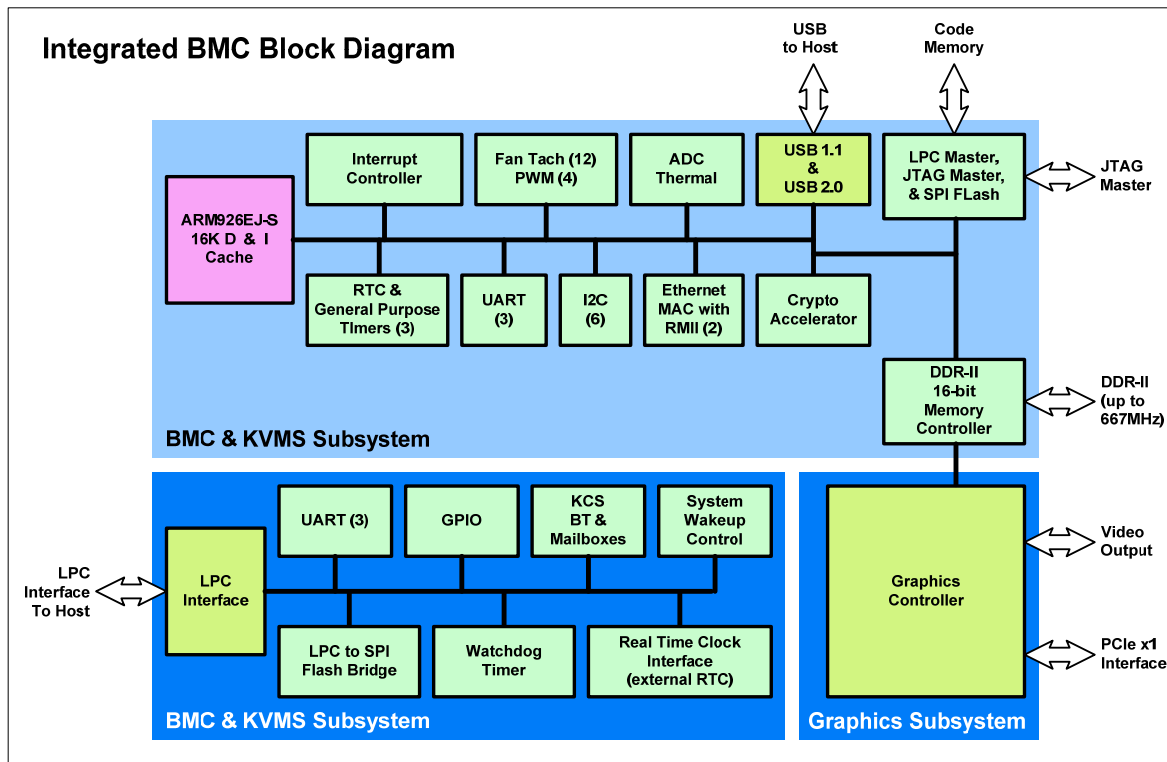 Integrated BMC Block Diagram
USB
to Host
Code
Memory
Interrupt
Controller
Fan Tach (12)
PWM (4)
ADC
Thermal
USB 1.1
&
USB 2.0
LPC Master,
JTAG Master,
& SPI FLash
JTAG
Master
ARM926EJ-S
16K D & I
Cache
RTC &
General Purpose
TImers (3)
UART
(3)
I2C
(6)
Ethernet
MAC with
RMII (2)
Crypto
Accelerator
DDR-II
16-bit
Memory
Controller
DDR-II
(up to
667MHz)
BMC & KVMS Subsystem
UART (3)
GPIO
KCS
BT &
Mailboxes
System
Wakeup
Control
LPC
Interface
To Host
LPC
Interface
LPC to SPI
Flash Bridge
Watchdog
Timer
Real Time Clock
Interface
(external RTC)
BMC & KVMS Subsystem
Graphics
Controller
Video
Output
PCIe x1
Interface
Graphics Subsystem